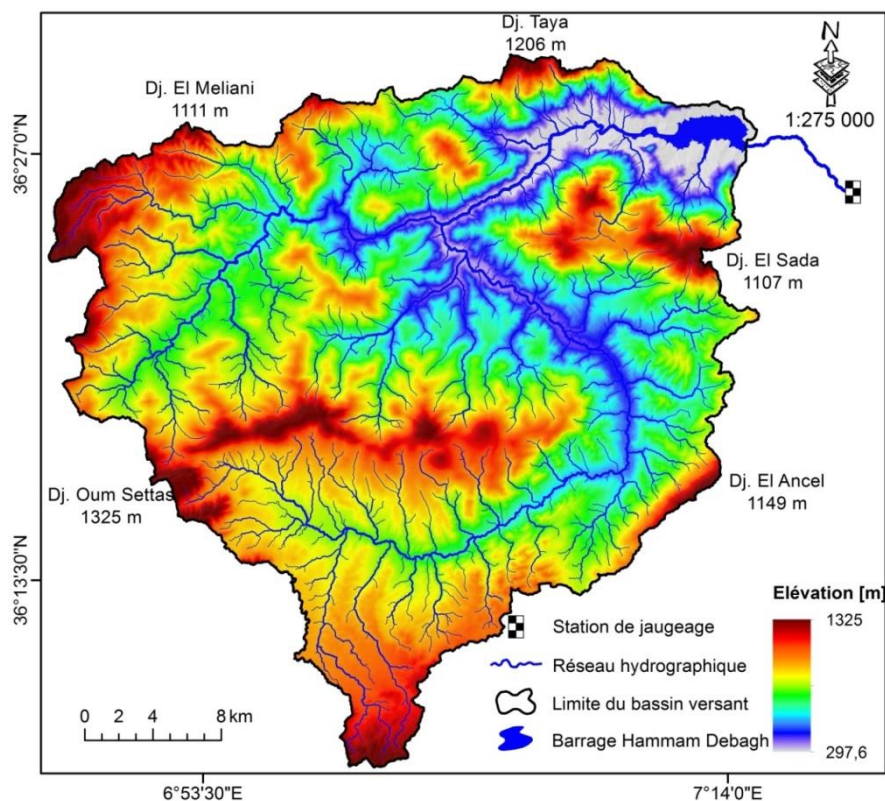 Dj. Taya
1206 m
N
Dj. El Meliani
1111 m
1:275 000
36°27'0"N
Dj. El Sada
1107 m
Dj. El Ancel
1149 m
Dj. Oum Settas
1325 m
36°13'30"N
Elévation [m]
1325
297,6
Station de jaugeage
Réseau hydrographique
Limite du bassin versant
Barrage Hammam Debagh
0 2 4 8 km
6°53'30"E
7°14'0"E